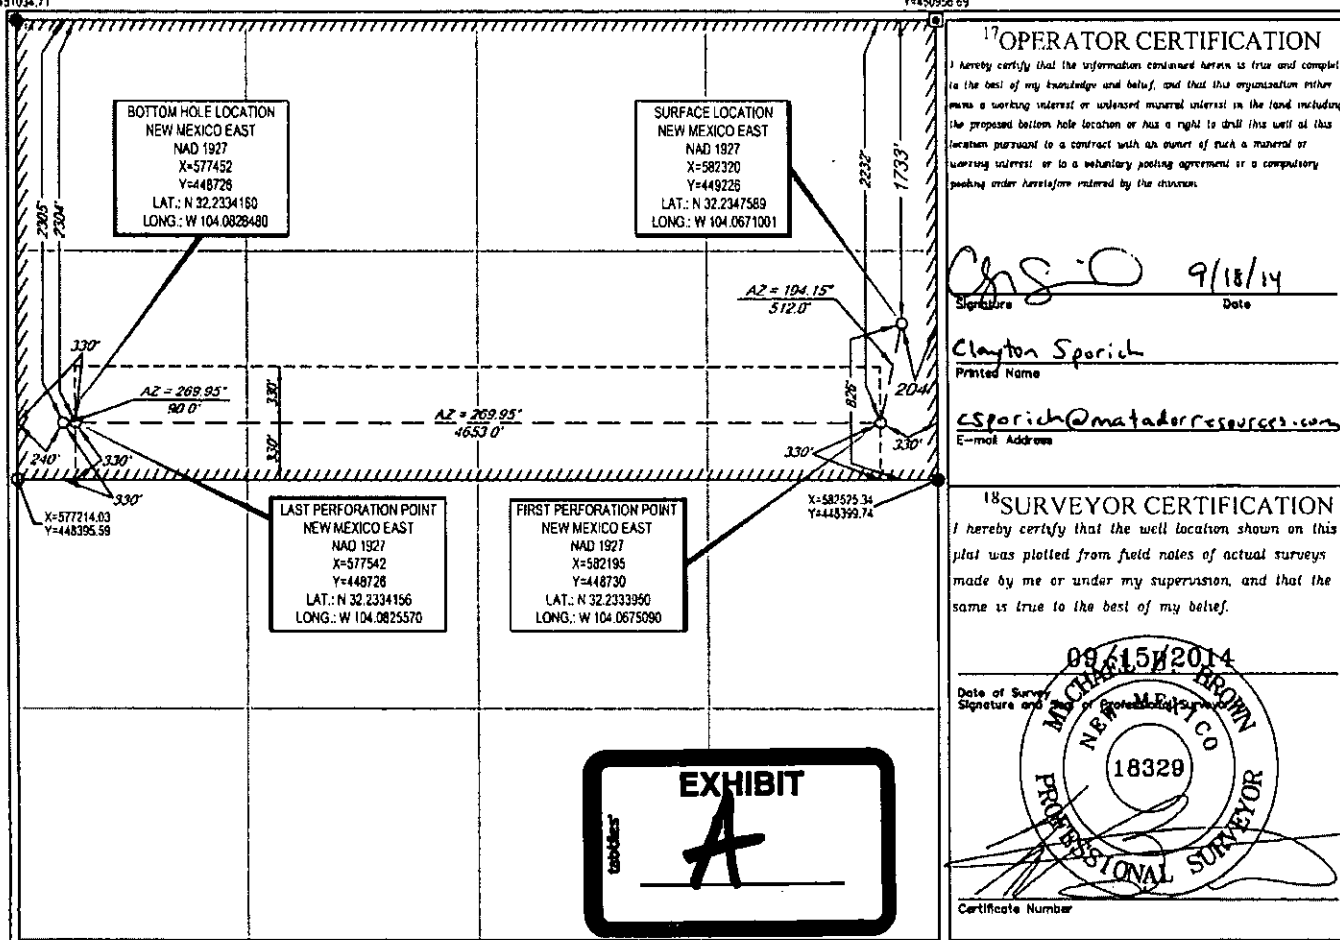 17OPERATOR CERTIFICATION
I hereby certify that the information contained herein is true and complet
to the best of my knowledge and belief, and that this organization either
owns a working interest or unleased mineral interest in the land including
the proposed bottom hole location or has a right to drill this well at this
location pursuant to a contract with an owner of such a mineral or
working interest or to a voluntary pooling agreement or a compulsory
pooling order heretofore entered by the division
9/18/14
Signature
Date
Clayton Sporich
Printed Name
csporich@matadorresources.com
E-mail Address
18SURVEYOR CERTIFICATION
I hereby certify that the well location shown on this
plat was plotted from field notes of actual surveys
made by me or under my supervision, and that the
same is true to the best of my belief.
09/15/2014
Date of Survey
Signature and Seal of Professional Surveyor
MICHAEL BROWN
NEW MEXICO
18329
PROFESSIONAL SURVEYOR
Certificate Number
Y=450956.69
BOTTOM HOLE LOCATION
NEW MEXICO EAST
NAD 1927
X=577452
Y=448726
LAT.: N 32.2334160
LONG.: W 104.0828480
SURFACE LOCATION
NEW MEXICO EAST
NAD 1927
X=582320
Y=449226
LAT.: N 32.2347589
LONG.: W 104.0671001
2305'
2304'
2232'
1733'
AZ = 194.15°
512.0'
330'
AZ = 269.95°
90.0'
330'
330'
AZ = 269.95°
4653.0'
826'
204'
330'
330'
240'
330'
330'
X=577214.03
Y=448395.59
X=582525.34
Y=448399.74
LAST PERFORATION POINT
NEW MEXICO EAST
NAD 1927
X=577542
Y=448726
LAT.: N 32.2334156
LONG.: W 104.0825570
FIRST PERFORATION POINT
NEW MEXICO EAST
NAD 1927
X=582195
Y=448730
LAT.: N 32.2333950
LONG.: W 104.0675090
EXHIBIT
A
tabbies'